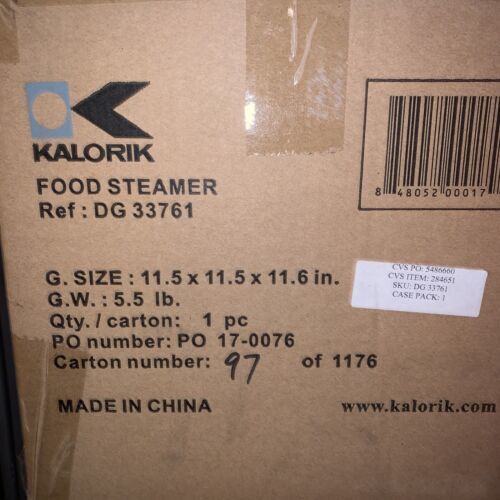 KALORIK
FOOD STEAMER
Ref : DG 33761
8 48052 00017
G. SIZE : 11.5 x 11.5 x 11.6 in.
G.W. : 5.5 lb.
Qty. / carton: 1 pc
PO number: PO 17-0076
Carton number: 97 of 1176
CVS PO: 5486660
CVS ITEM: 284651
SKU: DG 33761
CASE PACK: 1
MADE IN CHINA
www.kalorik.com